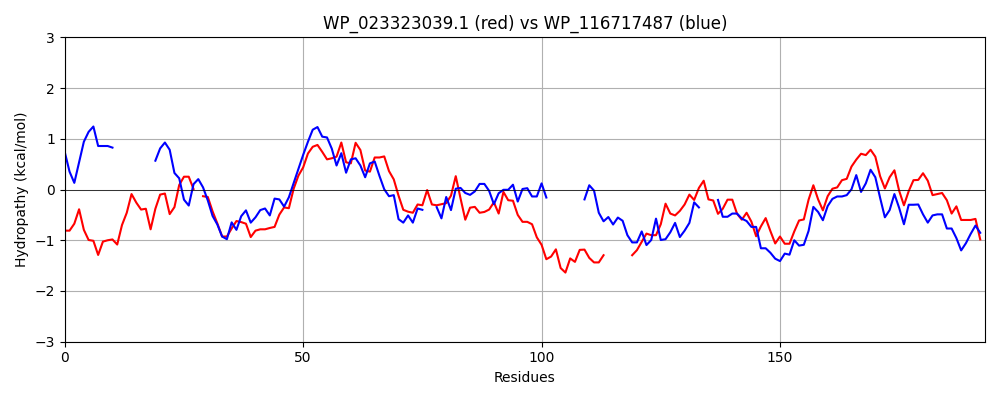 WP_023323039.1 (red) vs WP_116717487 (blue)
3
2
1
0
−1
−2
−3
Hydropathy (kcal/mol)
0 50 100 150
Residues